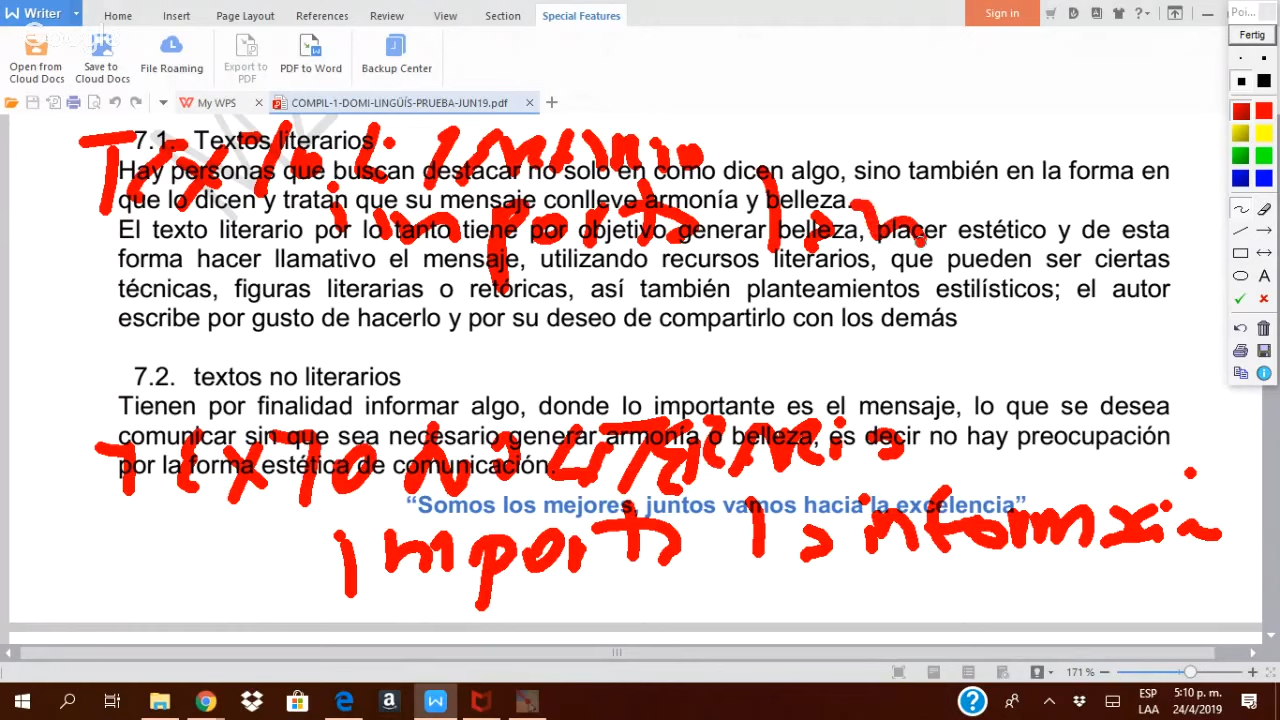 Writer
Home
Insert
Page Layout
References
Review
View
Section
Special Features
Sign in
Fertig
Google
Open from Cloud Docs
Save to Cloud Docs
File Roaming
Export to PDF
PDF to Word
Backup Center
My WPS
COMPIL-1-DOMI-LINGÜÍS-PRUEBA-JUN19.pdf
7.1. Textos literarios
Hay personas que buscan destacar no solo en como dicen algo, sino también en la forma en
que lo dicen y tratan que su mensaje conlleve armonía y belleza.
El texto literario por lo tanto tiene por objetivo generar belleza, placer estético y de esta
forma hacer llamativo el mensaje, utilizando recursos literarios, que pueden ser ciertas
técnicas, figuras literarias o retóricas, así también planteamientos estilísticos; el autor
escribe por gusto de hacerlo y por su deseo de compartirlo con los demás
7.2. textos no literarios
Tienen por finalidad informar algo, donde lo importante es el mensaje, lo que se desea
comunicar sin que sea necesario generar armonía o belleza, es decir no hay preocupación
por la forma estética de comunicación.
“Somos los mejores, juntos vamos hacia la excelencia”
importa la
importa la
171 %
ESP
LAA
5:10 p. m.
24/4/2019